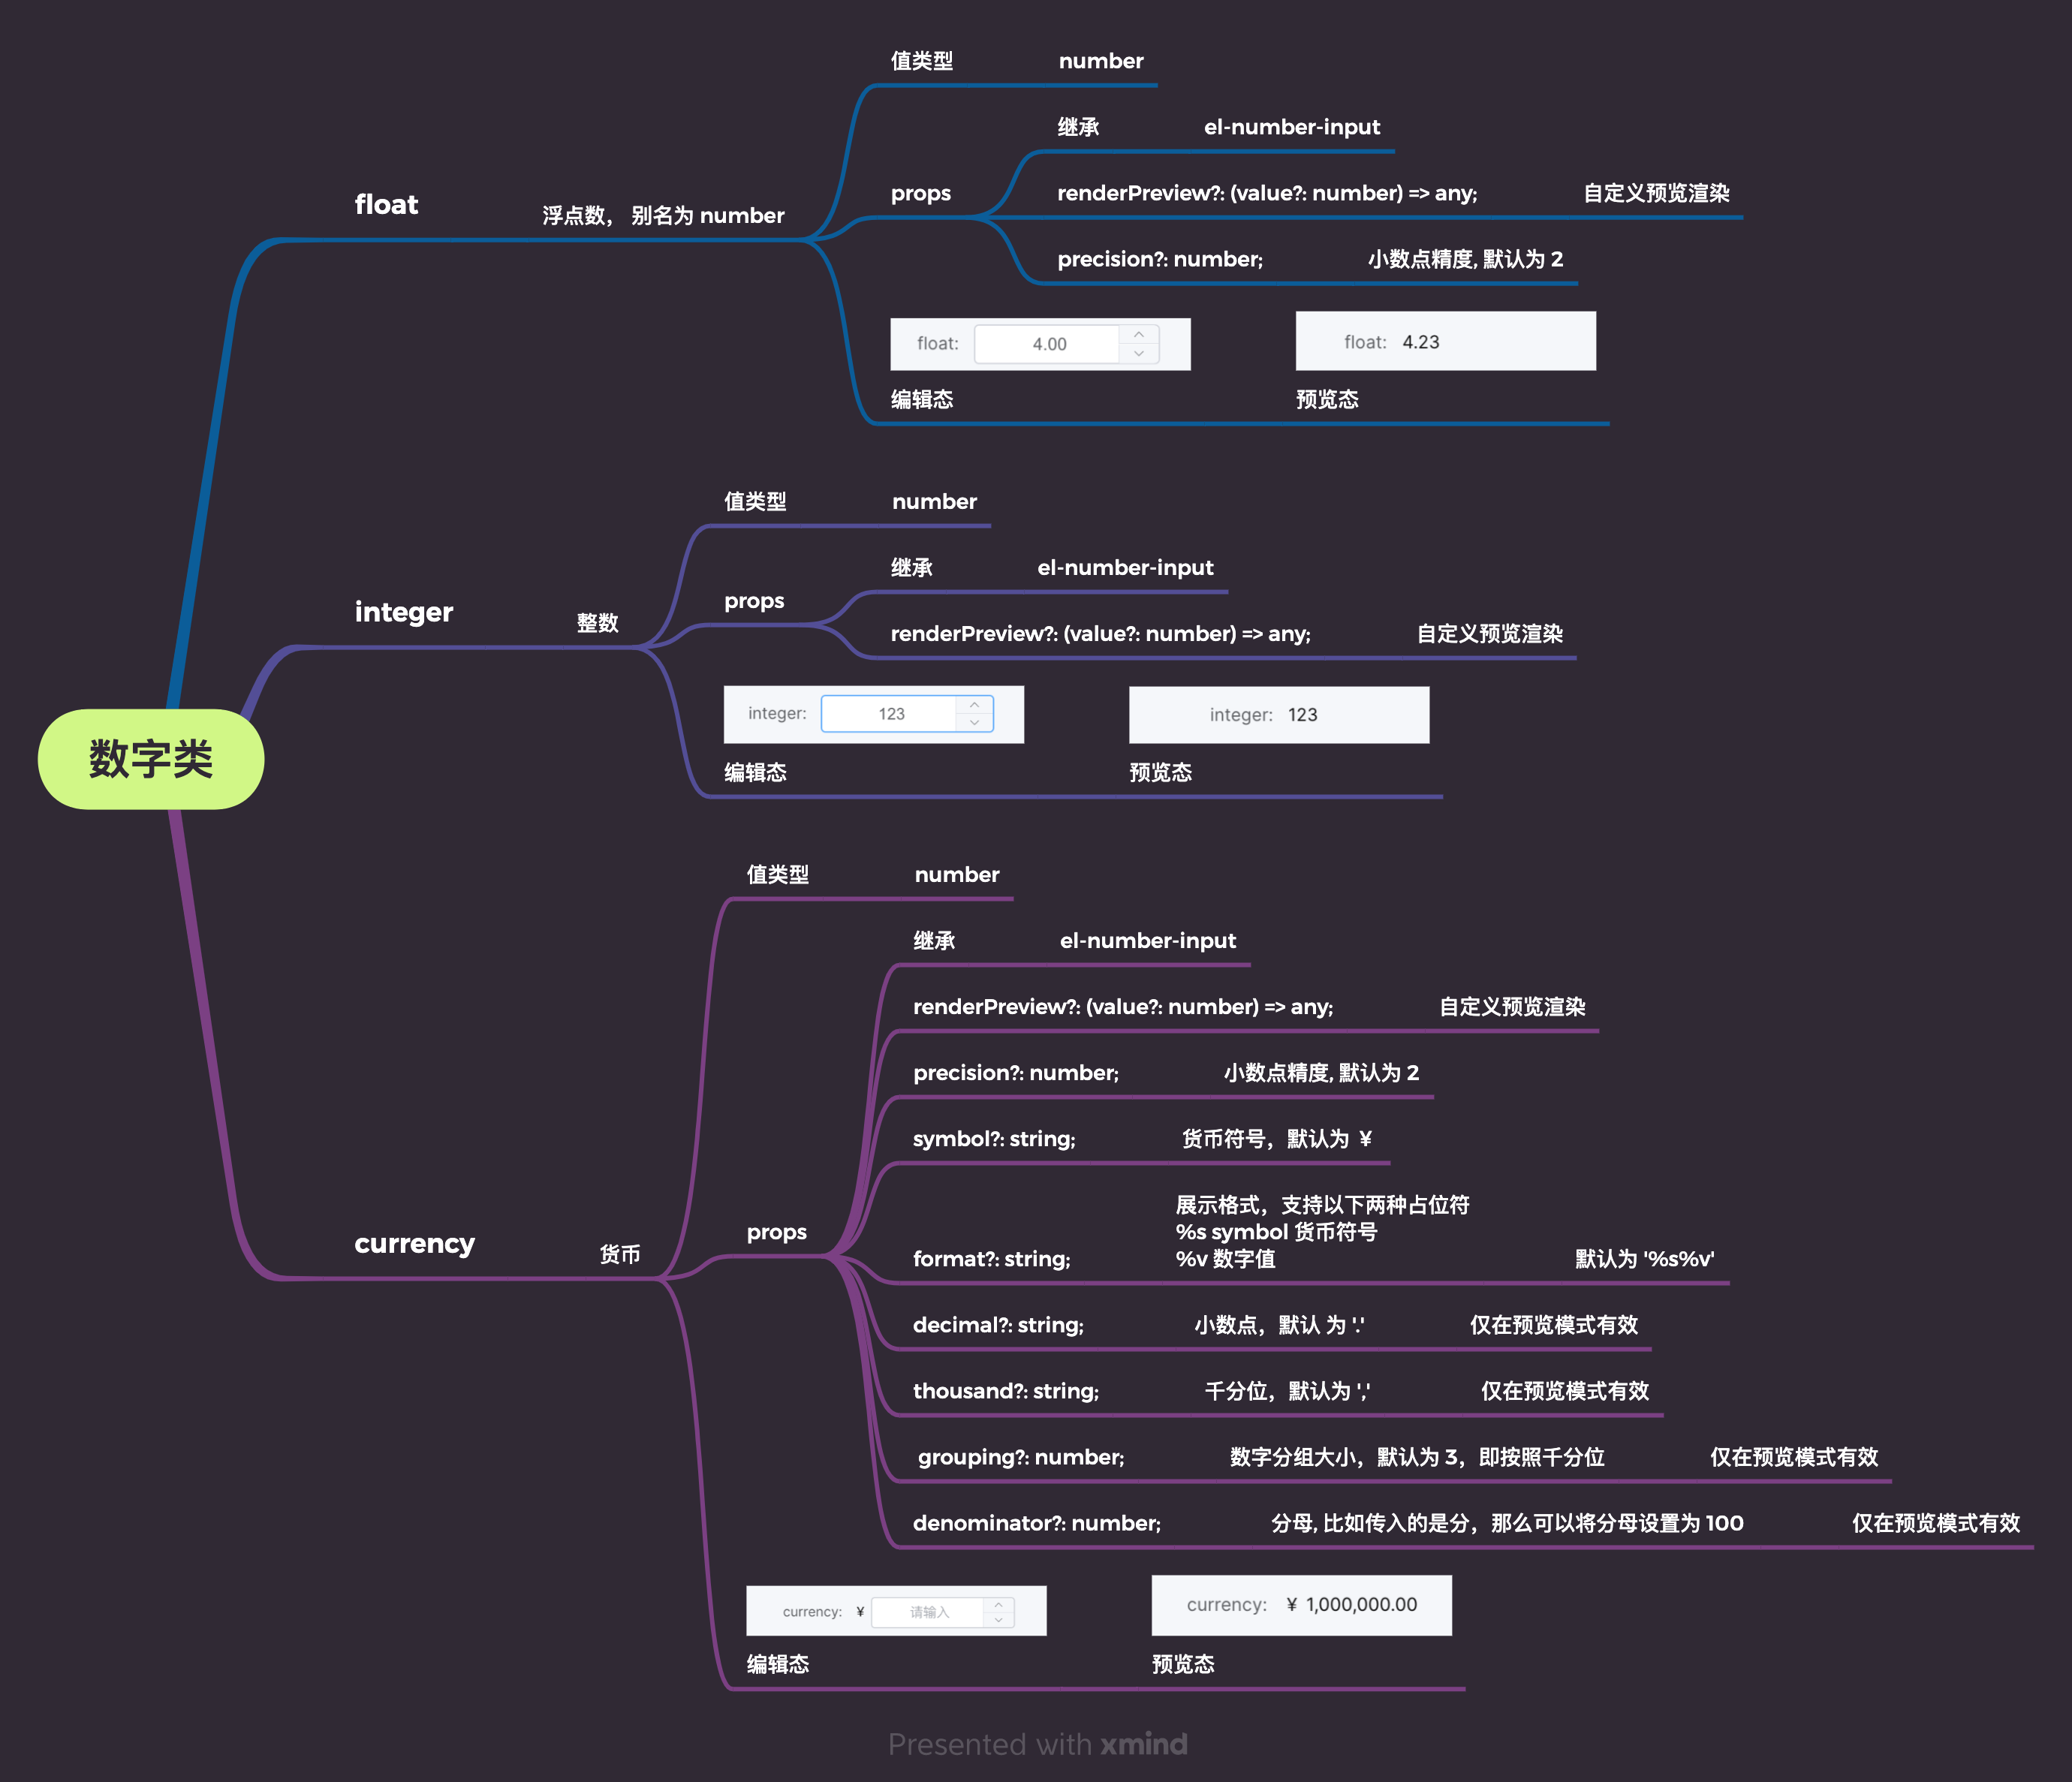 数字类
float
浮点数， 别名为 number
值类型
number
props
继承
el-number-input
renderPreview?: (value?: number) => any;
自定义预览渲染
precision?: number;
小数点精度, 默认为 2
float:
4.00
编辑态
float: 4.23
预览态
integer
整数
值类型
number
props
继承
el-number-input
renderPreview?: (value?: number) => any;
自定义预览渲染
integer:
123
编辑态
integer: 123
预览态
currency
货币
值类型
number
props
继承
el-number-input
renderPreview?: (value?: number) => any;
自定义预览渲染
precision?: number;
小数点精度, 默认为 2
symbol?: string;
货币符号，默认为 ¥
format?: string;
展示格式，支持以下两种占位符
%s symbol 货币符号
%v 数字值
默认为 '%s%v'
decimal?: string;
小数点，默认 为 '.'
仅在预览模式有效
thousand?: string;
千分位，默认为 ','
仅在预览模式有效
grouping?: number;
数字分组大小，默认为 3，即按照千分位
仅在预览模式有效
denominator?: number;
分母, 比如传入的是分，那么可以将分母设置为 100
仅在预览模式有效
currency: ¥
请输入
编辑态
currency: ¥ 1,000,000.00
预览态
Presented with xmind